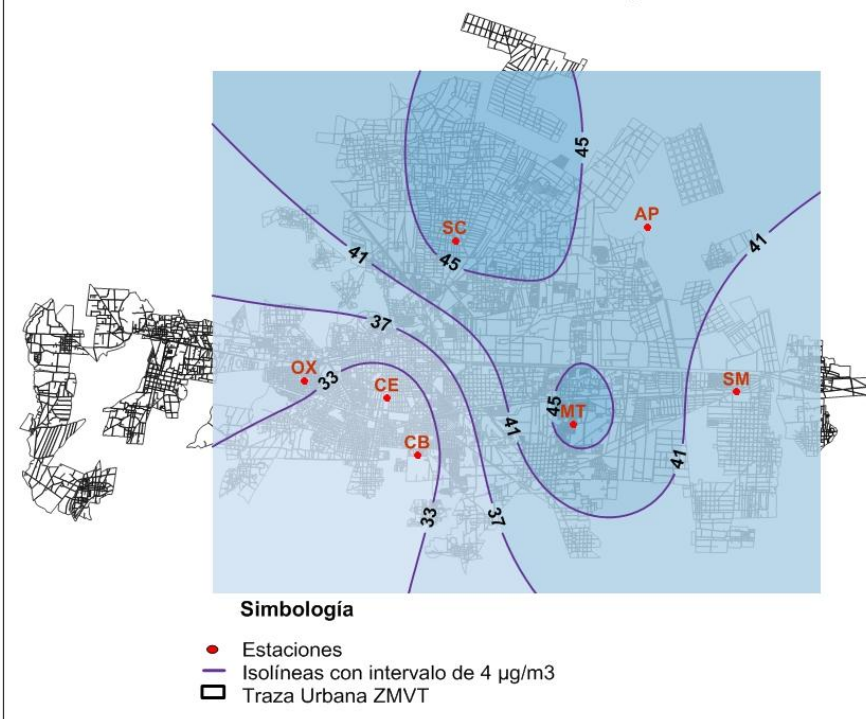 45
AP
SC
41
45
41
37
OX
33
CE
SM
45
MT
41
CB
41
33
37
Simbología
Estaciones
Isolíneas con intervalo de 4 µg/m3
Traza Urbana ZMVT